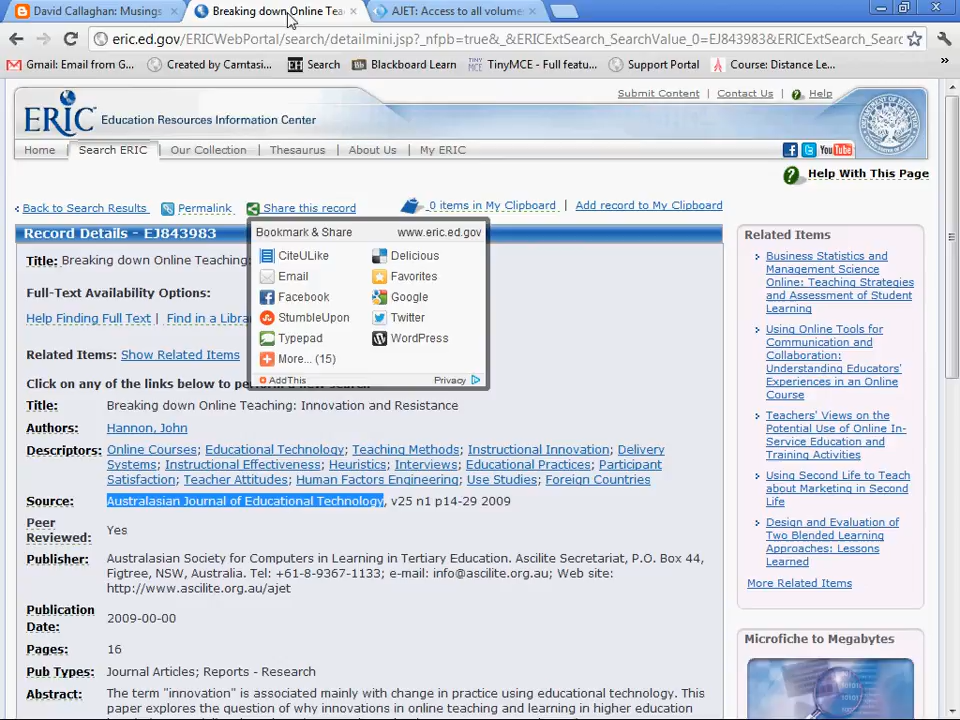 David Callaghan: Musings
Breaking down Online Tea
AJET: Access to all volume
eric.ed.gov/ERICWebPortal/search/detailmini.jsp?_nfpb=true&_&ERICExtSearch_SearchValue_0=EJ843983&ERICExtSearch_Searc
Gmail: Email from G...
Created by Camtasi...
EH Search
Bb Blackboard Learn
TINY MCE TinyMCE - Full featu...
Support Portal
Course: Distance Le...
»
Submit Content | Contact Us | Help
ERIC Education Resources Information Center
Home Search ERIC Our Collection Thesaurus About Us My ERIC
You Tube
Help With This Page
Back to Search Results Permalink Share this record 0 items in My Clipboard | Add record to My Clipboard
Bookmark & Share www.eric.ed.gov
CiteULike Delicious
Email Favorites
Facebook Google
StumbleUpon Twitter
Typepad WordPress
More... (15)
AddThis Privacy
Record Details - EJ843983
Title: Breaking down Online Teaching:
Full-Text Availability Options:
Help Finding Full Text | Find in a Libra
Related Items: Show Related Items
Click on any of the links below to perform a new search
Title: Breaking down Online Teaching: Innovation and Resistance
Authors: Hannon, John
Descriptors: Online Courses; Educational Technology; Teaching Methods; Instructional Innovation; Delivery
Systems; Instructional Effectiveness; Heuristics; Interviews; Educational Practices; Participant
Satisfaction; Teacher Attitudes; Human Factors Engineering; Use Studies; Foreign Countries
Source: Australasian Journal of Educational Technology, v25 n1 p14-29 2009
Peer
Reviewed: Yes
Publisher: Australasian Society for Computers in Learning in Tertiary Education. Ascilite Secretariat, P.O. Box 44,
Figtree, NSW, Australia. Tel: +61-8-9367-1133; e-mail: info@ascilite.org.au; Web site:
http://www.ascilite.org.au/ajet
Publication
Date: 2009-00-00
Pages: 16
Pub Types: Journal Articles; Reports - Research
Abstract: The term "innovation" is associated mainly with change in practice using educational technology. This
paper explores the question of why innovations in online teaching and learning in higher education
Related Items
Business Statistics and
Management Science
Online: Teaching Strategies
and Assessment of Student
Learning
Using Online Tools for
Communication and
Collaboration:
Understanding Educators'
Experiences in an Online
Course
Teachers' Views on the
Potential Use of Online In-
Service Education and
Training Activities
Using Second Life to Teach
about Marketing in Second
Life
Design and Evaluation of
Two Blended Learning
Approaches: Lessons
Learned
More Related Items
Microfiche to Megabytes